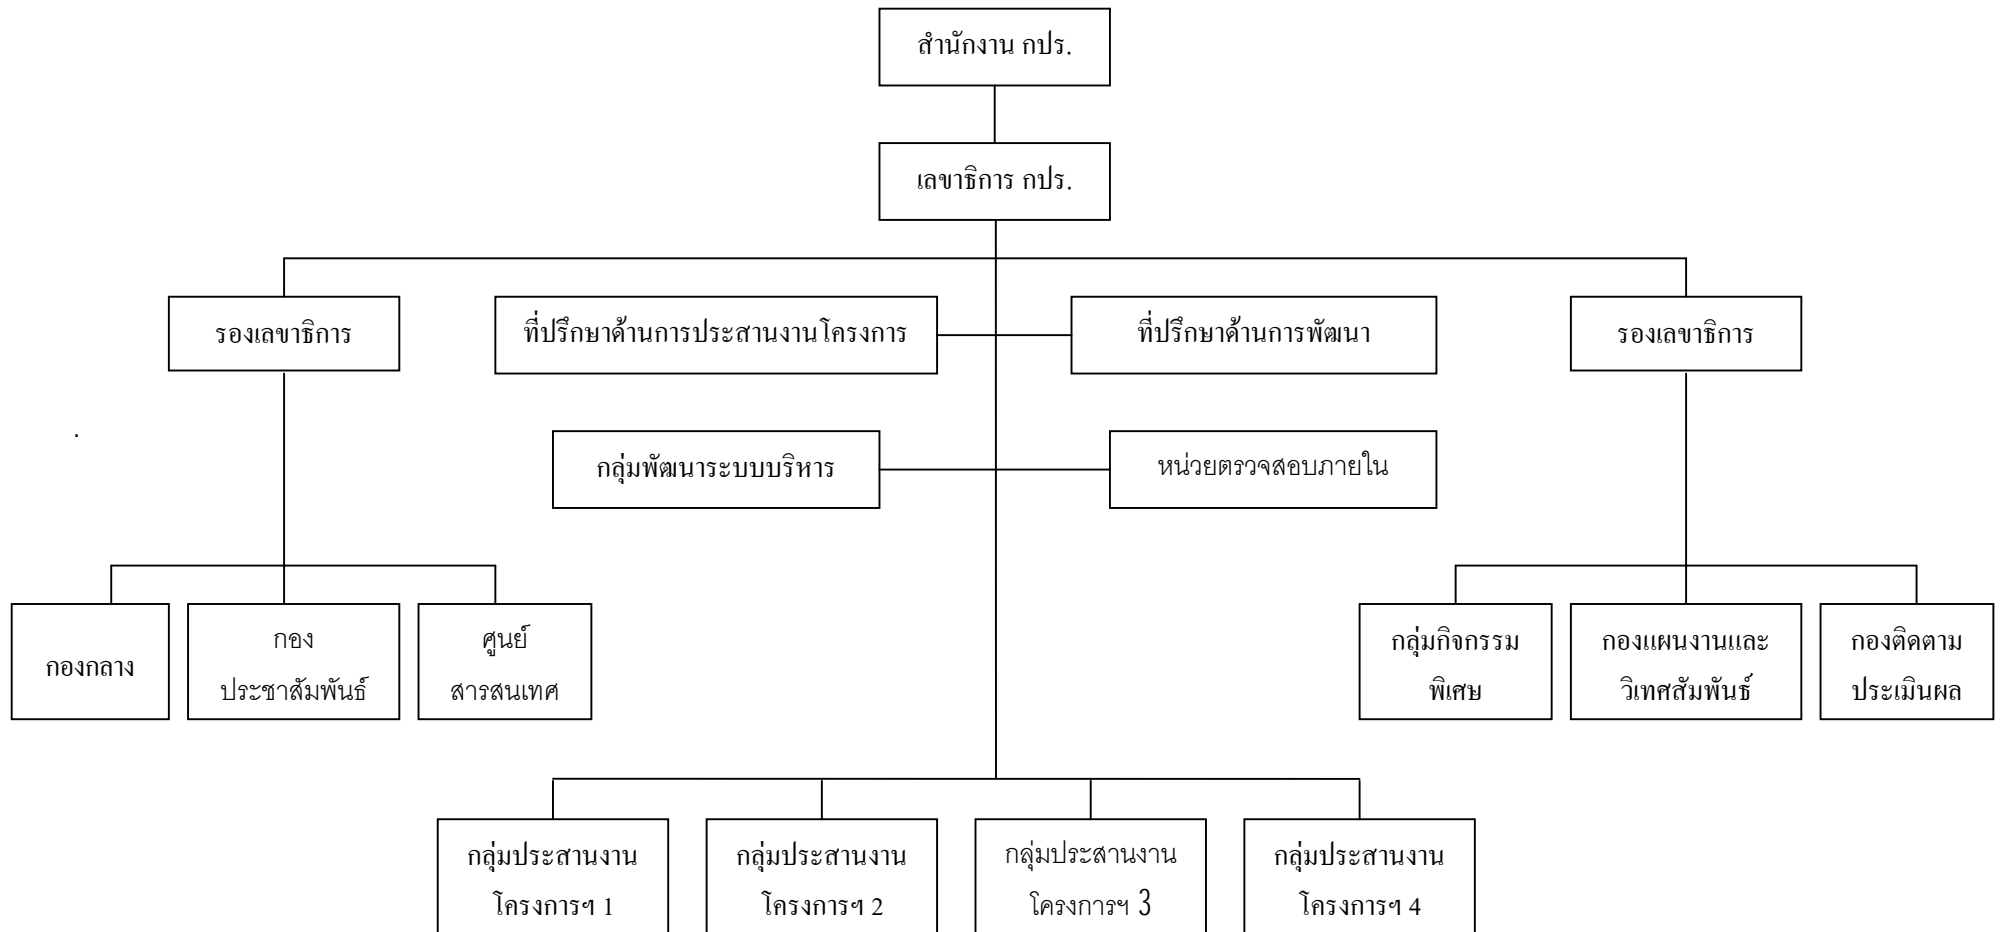 สำนักงาน กปร.
เลขาธิการ กปร.
รองเลขาธิการ
ที่ปรึกษาด้านการประสานงานโครงการ
ที่ปรึกษาด้านการพัฒนา
รองเลขาธิการ
.
กลุ่มพัฒนาระบบบริหาร
หน่วยตรวจสอบภายใน
กองกลาง
กอง
ประชาสัมพันธ์
ศูนย์
สารสนเทศ
กลุ่มกิจกรรม
พิเศษ
กองแผนงานและ
วิเทศสัมพันธ์
กองติดตาม
ประเมินผล
กลุ่มประสานงาน
โครงการฯ 1
กลุ่มประสานงาน
โครงการฯ 2
กลุ่มประสานงาน
โครงการฯ 3
กลุ่มประสานงาน
โครงการฯ 4